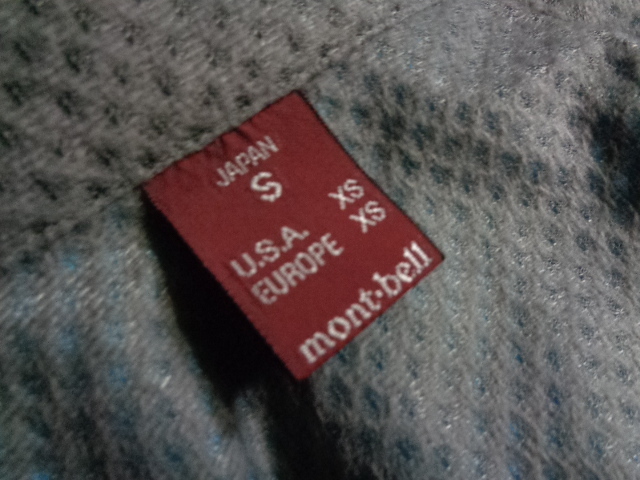 JAPAN
S
U.S.A. XS
EUROPE XS
mont-bell